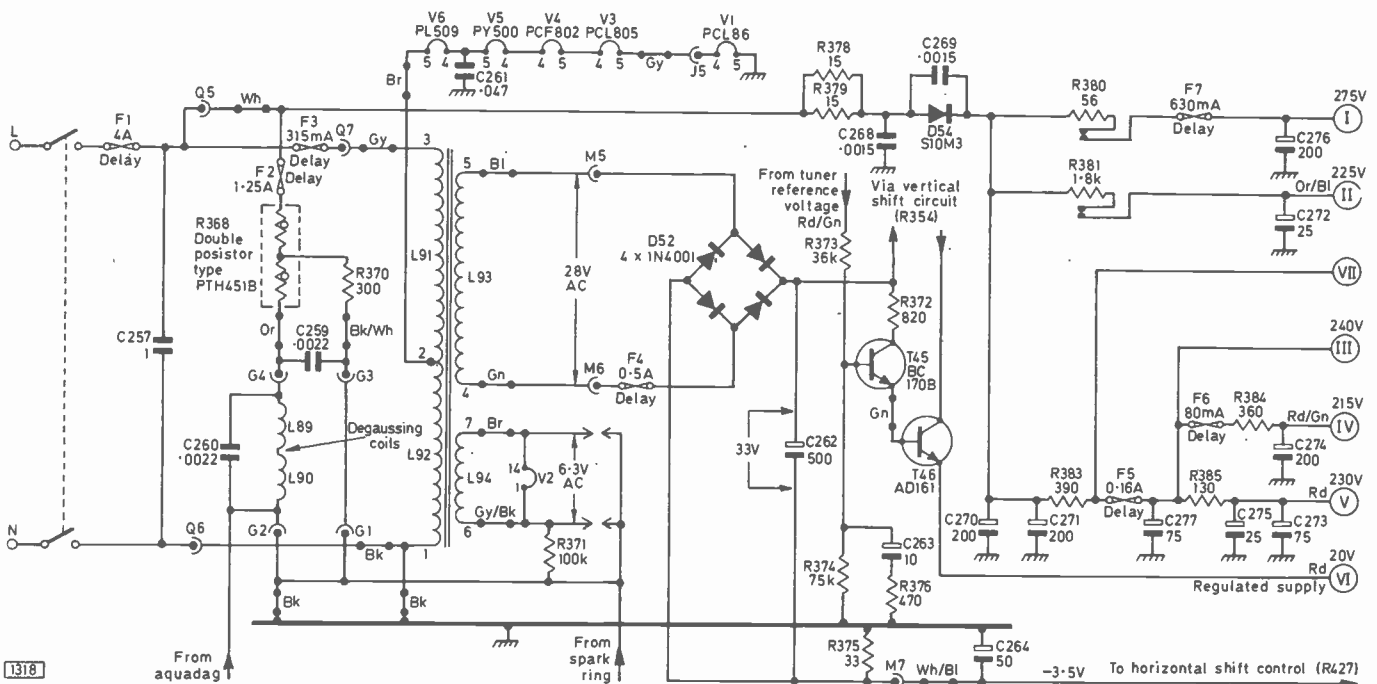 V6
PL509
V5
PY500
V4
PCF802
V3
PCL805
V1
PCL86
5 4
5 4
4 5
4 5
4 5
Gy
J5
C261
·047
Br
Q5
Wh
L
F1
4A
Delay
F3
315mA
Delay
Q7
Gy
F2
1·25A
Delay
R368
Double
posistor
type
PTH451B
R370
300
Or
C259
·0022
Bk/Wh
C257
1
G4
G3
C260
·0022
L89
L90
Degaussing
coils
N
Q6
G2
G1
Bk
Bk
Bk
From
aquadag
3
2
1
L91
L92
5
Bl
M5
L93
28V
AC
4
Gn
M6
F4
0·5A
Delay
7
Br
L94
14
1
V2
6·3V
AC
Gy/Bk
6
R371
100k
From
spark
ring
D52
4 x 1N4001
33V
C262
500
R378
15
R379
15
C269
·0015
C268
·0015
D54
S10M3
From tuner
reference
voltage
Rd/Gn
Via vertical
shift circuit
(R354)
R373
36k
R372
820
T45
BC
170B
Gn
T46
AD161
R374
75k
C263
10
R376
470
R375
33
M7
Wh/Bl
C264
50
-3·5V
To horizontal shift control (R427)
R380
56
F7
630mA
Delay
275V
I
C276
200
R381
1·8k
225V
Or/Bl
II
C272
25
VII
240V
III
F6
80mA
Delay
R384
360
215V
Rd/Gn
IV
C274
200
R383
390
F5
0·16A
Delay
R385
130
230V
Rd
V
C270
200
C271
200
C277
75
C275
25
C273
75
20V
Rd
VI
Regulated supply
1318